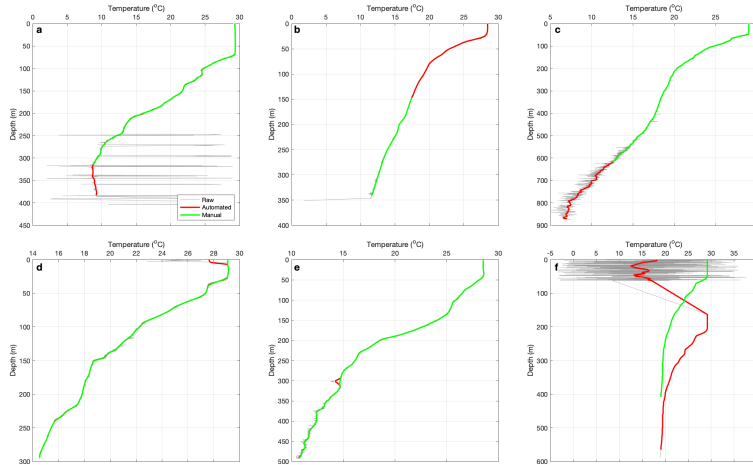 Temperature (°C)
0 5 10 15 20 25 30
a
0
50
100
150
200
250
300
350
400
450
Depth (m)
Raw
Automated
Manual
Temperature (°C)
0 5 10 15 20 25 30
b
0
50
100
150
200
250
300
350
400
Depth (m)
Temperature (°C)
5 10 15 20 25
c
0
100
200
300
400
500
600
700
800
900
Depth (m)
Temperature (°C)
14 16 18 20 22 24 26 28 30
d
0
50
100
150
200
250
300
Depth (m)
Temperature (°C)
10 15 20 25 30
e
0
50
100
150
200
250
300
350
400
450
500
Depth (m)
Temperature (°C)
-5 0 5 10 15 20 25 30 35
f
0
100
200
300
400
500
600
Depth (m)